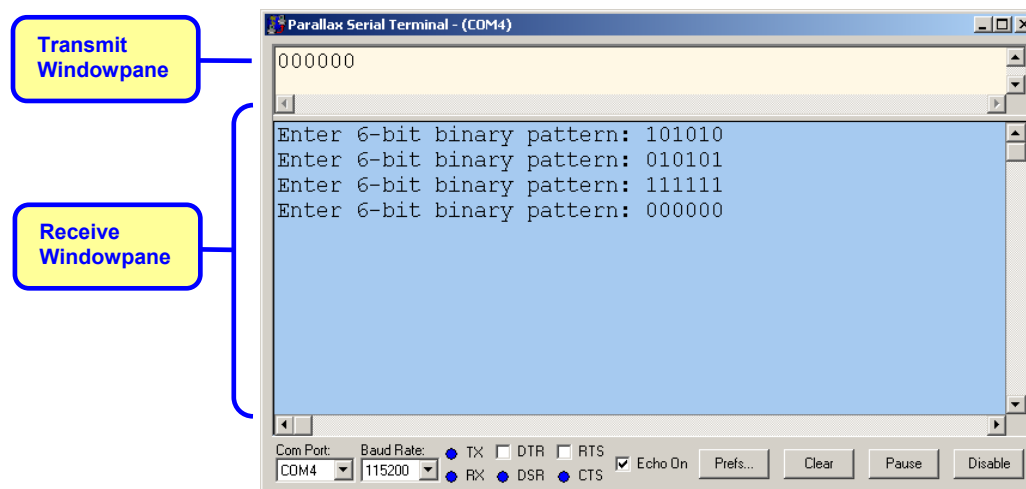 Transmit
Windowpane
Parallax Serial Terminal - (COM4)
000000
Enter 6-bit binary pattern: 101010
Enter 6-bit binary pattern: 010101
Enter 6-bit binary pattern: 111111
Enter 6-bit binary pattern: 000000
Receive
Windowpane
Com Port: Baud Rate: TX DTR RTS
COM4 115200 RX DSR CTS Echo On Prefs... Clear Pause Disable